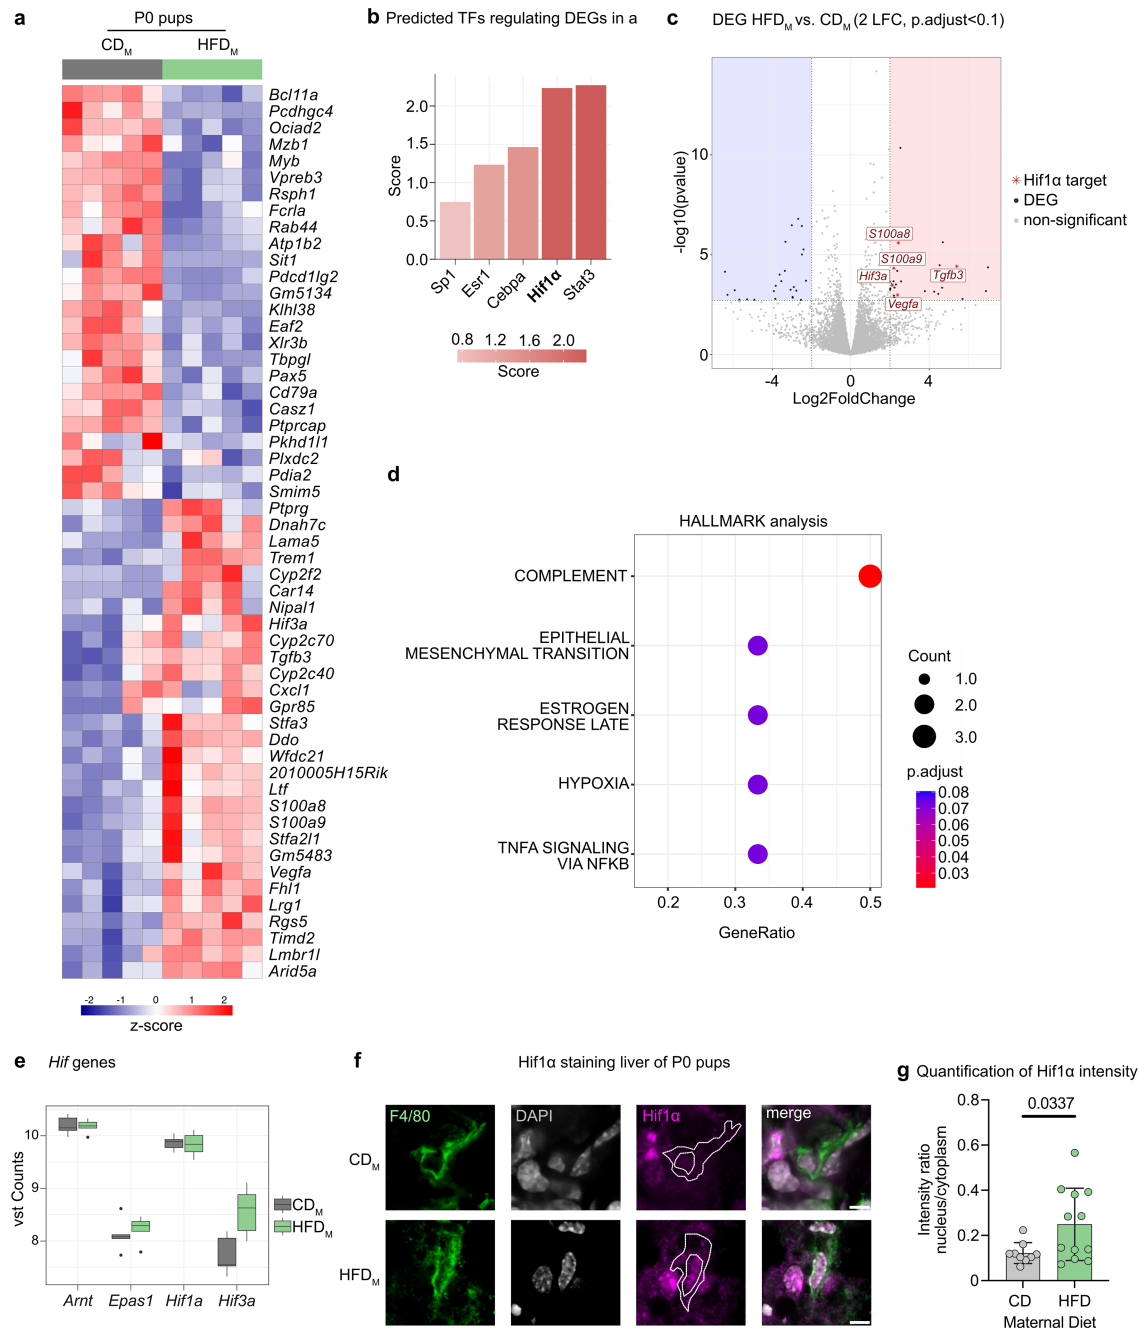 a
P0 pups
CDM
HFDM
Bcl11a
Pcdhgc4
Ociad2
Mzb1
Myb
Vpreb3
Rsph1
Fcrla
Rab44
Atp1b2
Sit1
Pdcd1lg2
Gm5134
Klhl38
Eaf2
Xlr3b
Tbpgl
Pax5
Cd79a
Casz1
Ptprcap
Pkhd1l1
Plxdc2
Pdia2
Smim5
Ptprg
Dnah7c
Lama5
Trem1
Cyp2f2
Car14
Nipal1
Hif3a
Cyp2c70
Tgfb3
Cyp2c40
Cxcl1
Gpr85
Stfa3
Ddo
Wfdc21
2010005H15Rik
Ltf
S100a8
S100a9
Stfa2l1
Gm5483
Vegfa
Fhl1
Lrg1
Rgs5
Timd2
Lmbr1l
Arid5a
-2 -1 0 1 2
z-score
b Predicted TFs regulating DEGs in a
Score
2.0
1.5
1.0
0.5
0.0
Sp1
Esr1
Cebpa
Hif1α
Stat3
0.8 1.2 1.6 2.0
Score
c DEG HFDM vs. CDM (2 LFC, p.adjust<0.1)
-log10(pvalue)
10
5
0
S100a8
S100a9
Hif3a
Tgfb3
Vegfa
-4 0 4
Log2FoldChange
Hif1α target
DEG
non-significant
d
HALLMARK analysis
COMPLEMENT
EPITHELIAL
MESENCHYMAL TRANSITION
ESTROGEN
RESPONSE LATE
HYPOXIA
TNFA SIGNALING
VIA NFKB
0.2 0.3 0.4 0.5
GeneRatio
Count
1.0
2.0
3.0
p.adjust
0.08
0.07
0.06
0.05
0.04
0.03
e Hif genes
vst Counts
10
9
8
Arnt Epas1 Hif1a Hif3a
CDM
HFDM
f Hif1α staining liver of P0 pups
F4/80
DAPI
Hif1α
merge
CDM
HFDM
g Quantification of Hif1α intensity
0.0337
Intensity ratio
nucleus/cytoplasm
0.8
0.6
0.4
0.2
0
CD HFD
Maternal Diet